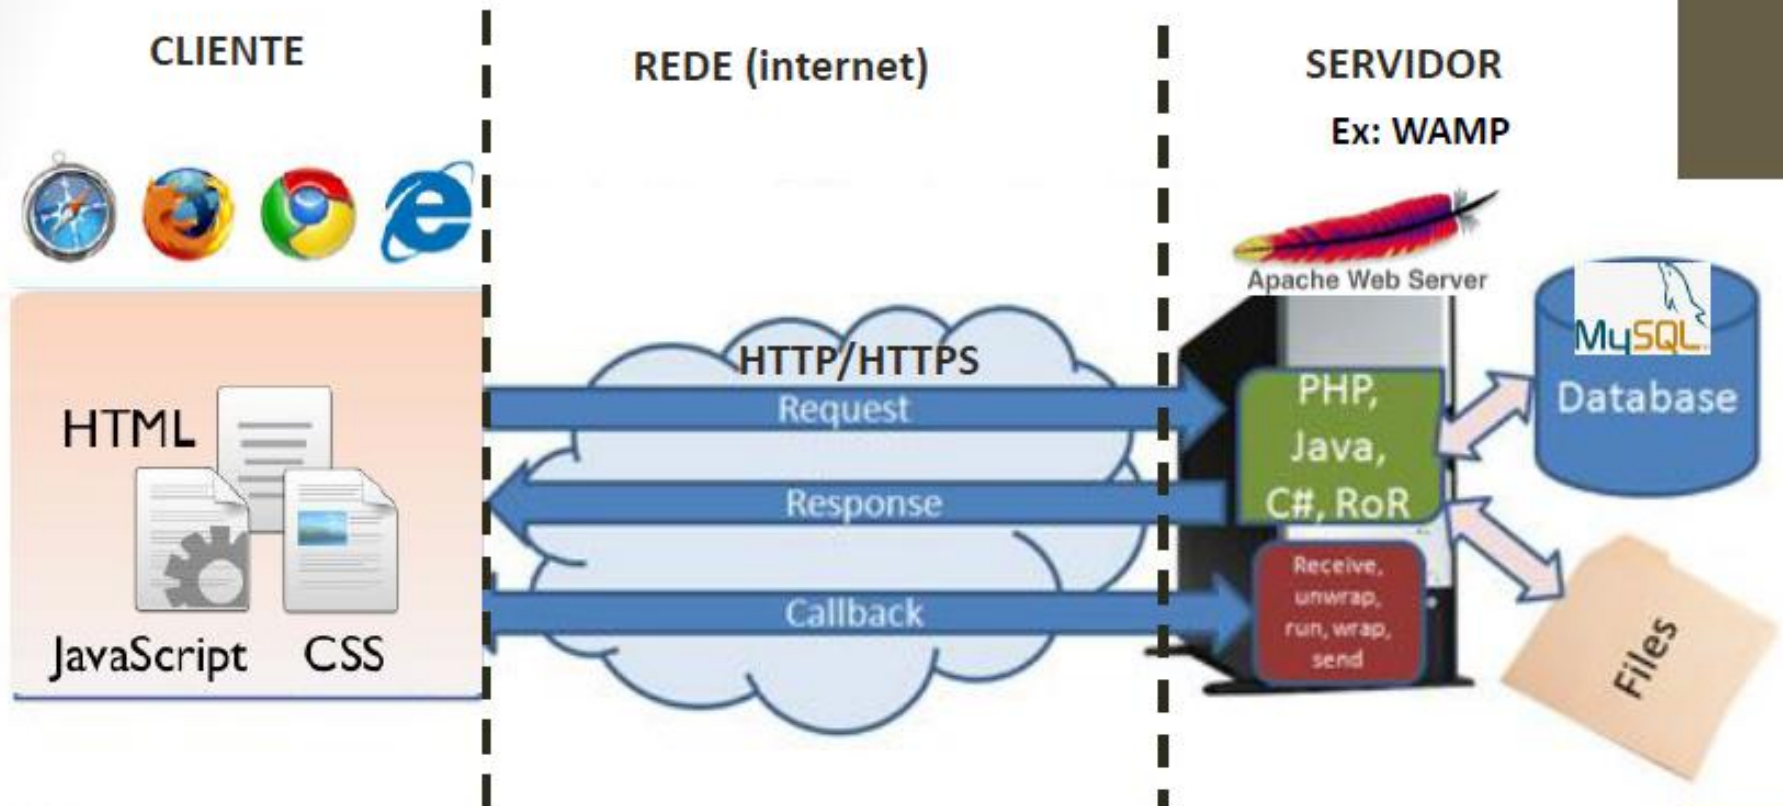 CLIENTE
REDE (internet)
SERVIDOR
Ex: WAMP
Apache Web Server
HTML
JavaScript
CSS
HTTP/HTTPS
Request
Response
Callback
PHP,
Java,
C#, RoR
Receive,
unwrap,
run, wrap,
send
MySQL
Database
Files